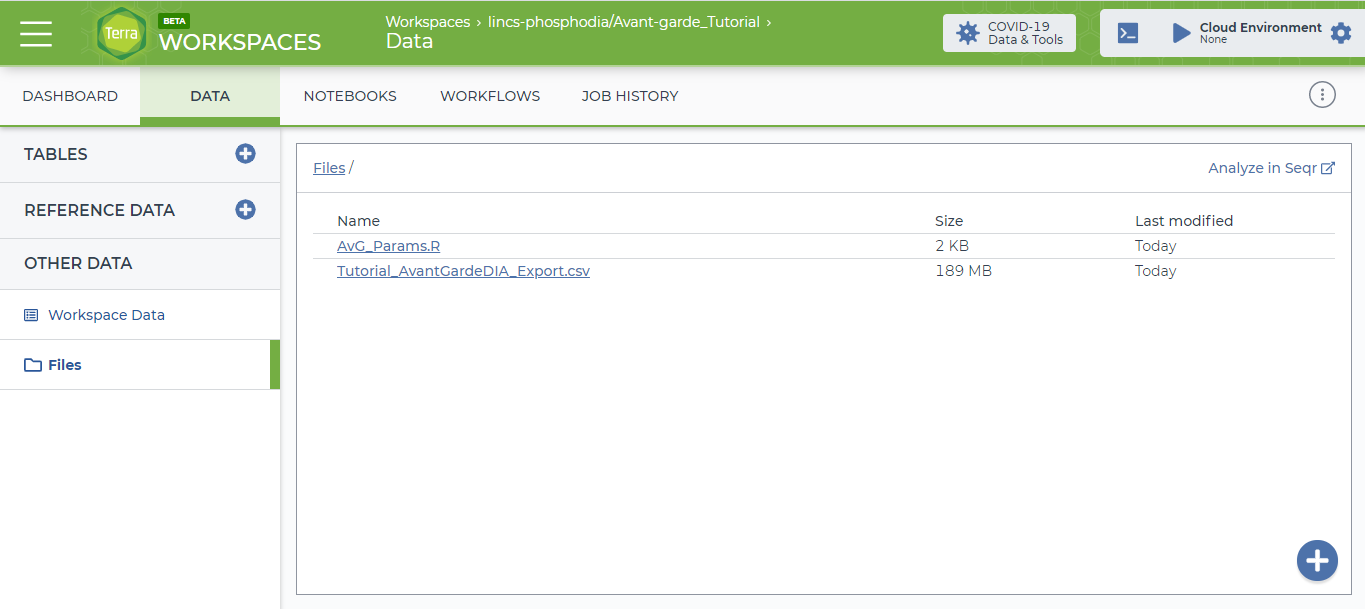 Terra
BETA
WORKSPACES
Workspaces › lincs-phosphodia/Avant-garde_Tutorial ›
Data
COVID-19
Data & Tools
Cloud Environment
None
DASHBOARD
DATA
NOTEBOOKS
WORKFLOWS
JOB HISTORY
TABLES
REFERENCE DATA
OTHER DATA
Workspace Data
Files
Files /
Analyze in Seqr
Name Size Last modified
AvG_Params.R 2 KB Today
Tutorial_AvantGardeDIA_Export.csv 189 MB Today